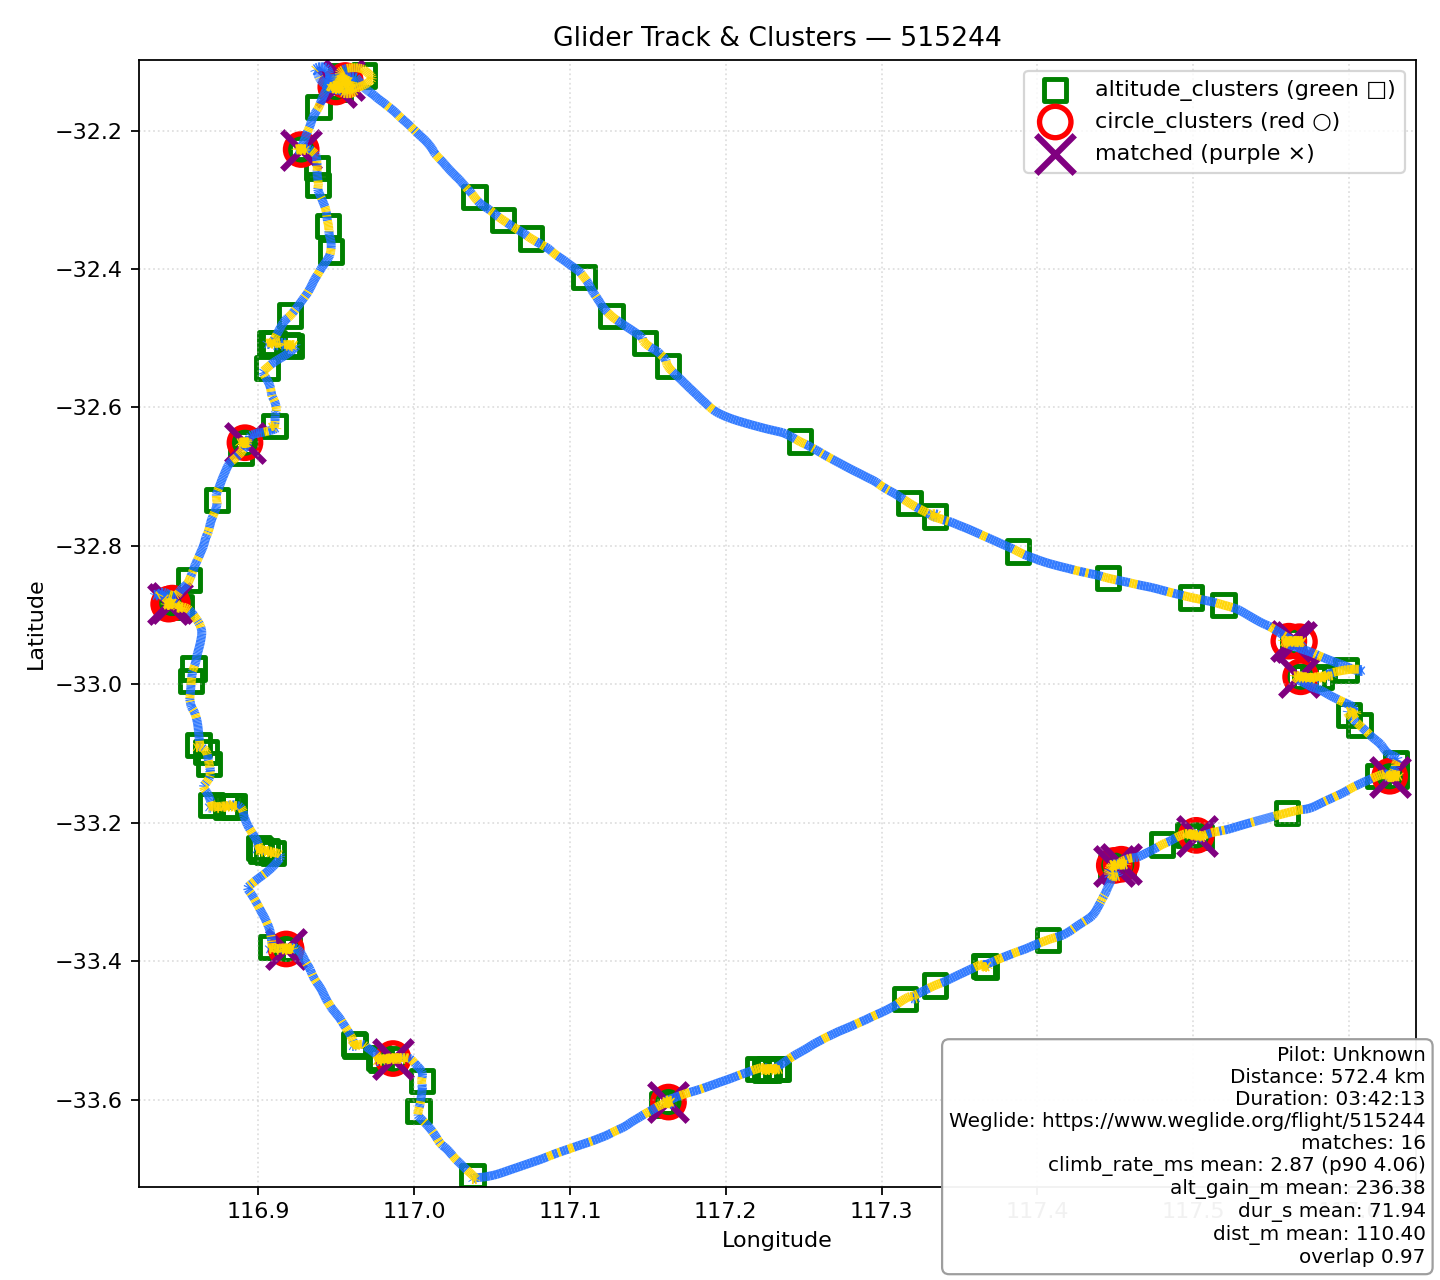 Glider Track & Clusters — 515244
altitude_clusters (green □)
circle_clusters (red ○)
matched (purple ×)
−32.2
−32.4
−32.6
−32.8
−33.0
−33.2
−33.4
−33.6
Latitude
116.9
117.0
117.1
117.2
117.3
117.4
117.5
Longitude
Pilot: Unknown
Distance: 572.4 km
Duration: 03:42:13
Weglide: https://www.weglide.org/flight/515244
matches: 16
climb_rate_ms mean: 2.87 (p90 4.06)
alt_gain_m mean: 236.38
dur_s mean: 71.94
dist_m mean: 110.40
overlap 0.97